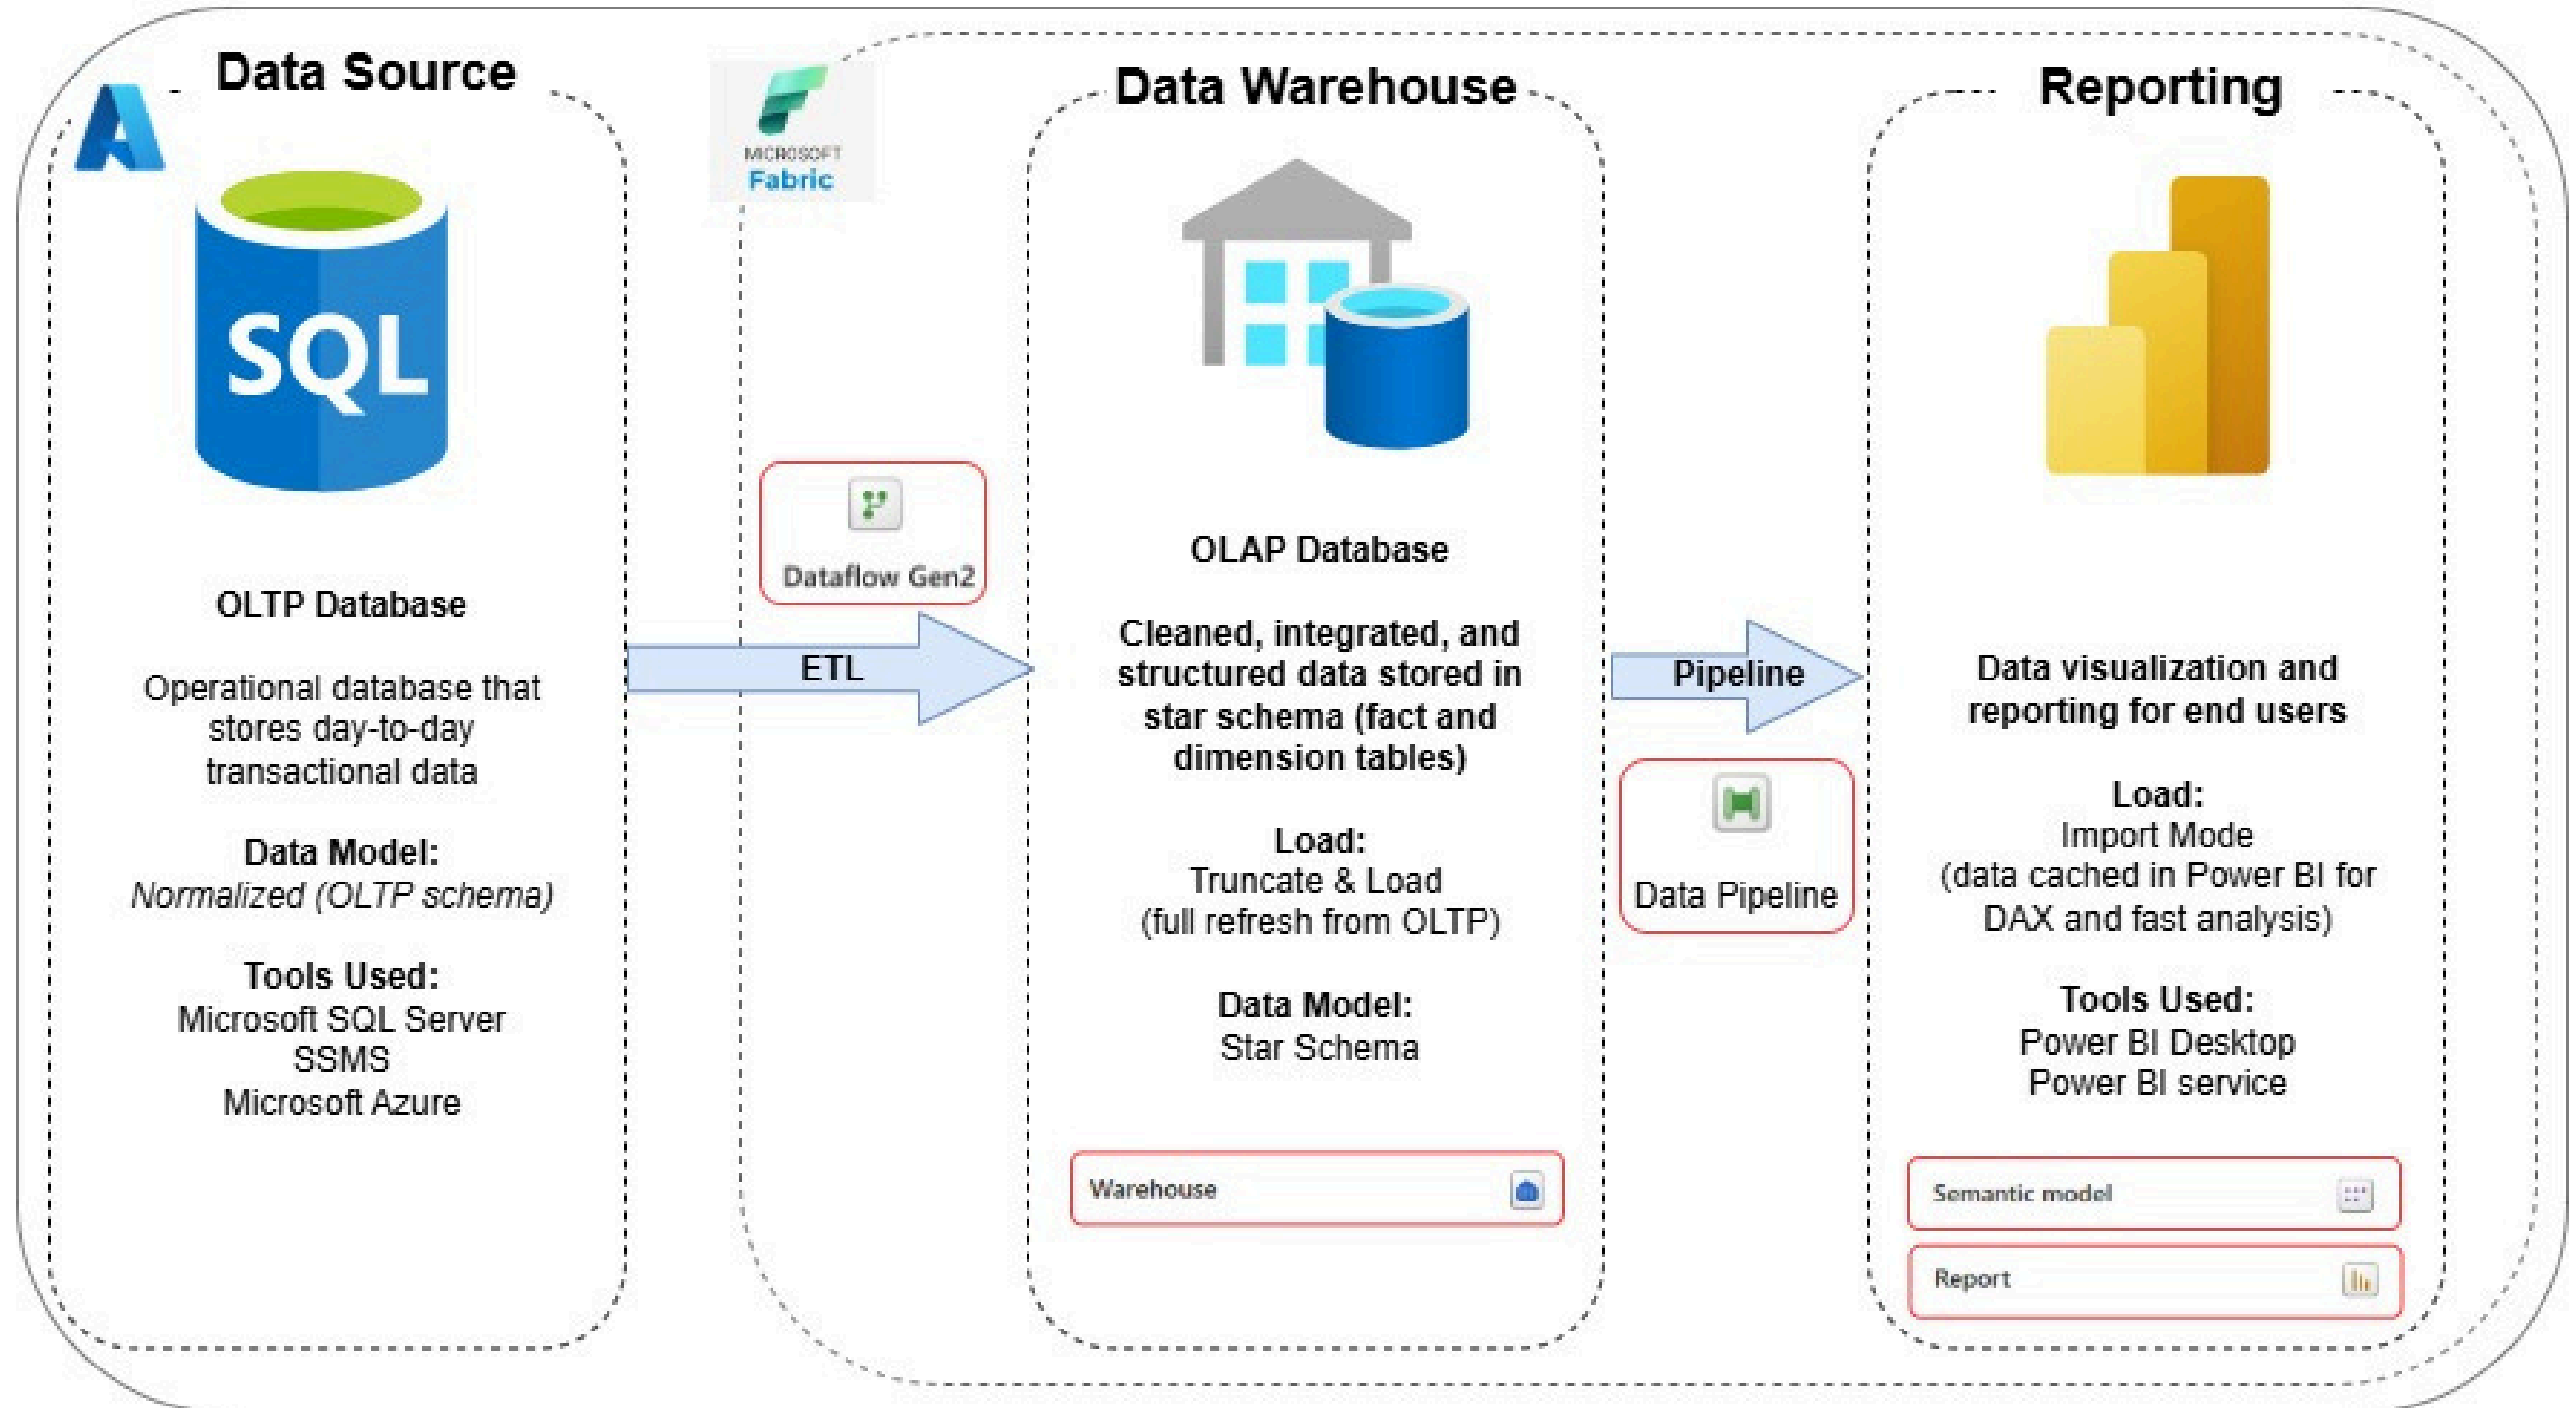 Data Source
SQL
OLTP Database
Operational database that
stores day-to-day
transactional data
Data Model:
Normalized (OLTP schema)
Tools Used:
Microsoft SQL Server
SSMS
Microsoft Azure
MICROSOFT
Fabric
Dataflow Gen2
ETL
Data Warehouse
OLAP Database
Cleaned, integrated, and
structured data stored in
star schema (fact and
dimension tables)
Load:
Truncate & Load
(full refresh from OLTP)
Data Model:
Star Schema
Warehouse
Pipeline
Data Pipeline
Reporting
Data visualization and
reporting for end users
Load:
Import Mode
(data cached in Power BI for
DAX and fast analysis)
Tools Used:
Power BI Desktop
Power BI service
Semantic model
Report